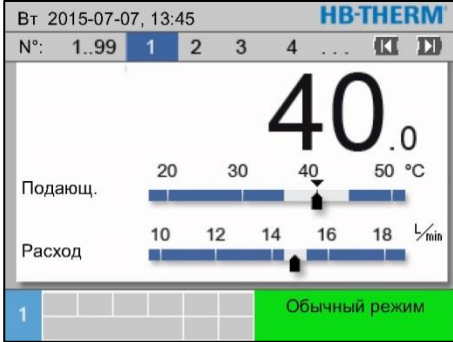 Вт 2015-07-07, 13:45 HB-THERM
N°: 1..99 1 2 3 4 ...
40.0
20 30 40 50 °C
Подающ.
10 12 14 16 18 L/min
Расход
1 Обычный режим